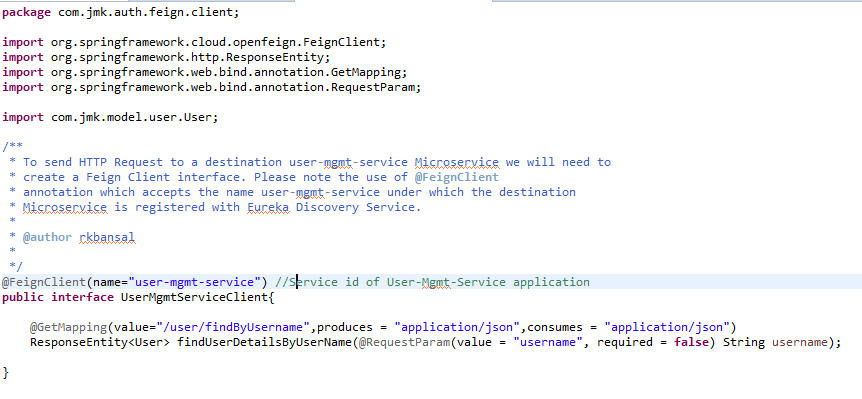 package com.jmk.auth.feign.client;
import org.springframework.cloud.openfeign.FeignClient;
import org.springframework.http.ResponseEntity;
import org.springframework.web.bind.annotation.GetMapping;
import org.springframework.web.bind.annotation.RequestParam;
import com.jmk.model.user.User;
/**
* To send HTTP Request to a destination user-mgmt-service Microservice we will need to
* create a Feign Client interface. Please note the use of @FeignClient
* annotation which accepts the name user-mgmt-service under which the destination
* Microservice is registered with Eureka Discovery Service.
*
* @author rkbansal
*
*/
@FeignClient(name="user-mgmt-service") //Service id of User-Mgmt-Service application
public interface UserMgmtServiceClient{
@GetMapping(value="/user/findByUsername",produces = "application/json",consumes = "application/json")
ResponseEntity<User> findUserDetailsByUserName(@RequestParam(value = "username", required = false) String username);
}